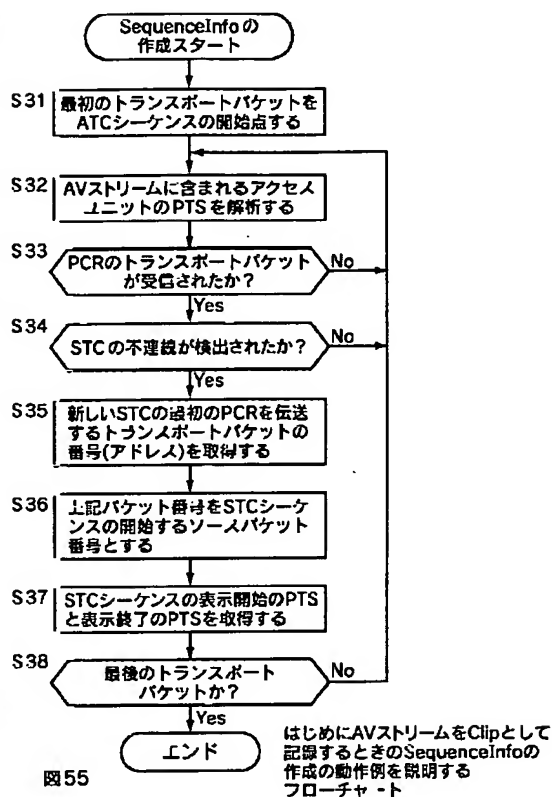 SequenceInfoの
作成スタート
S31
最初のトランスポートパケットを
ATCシーケンスの開始点する
S32
AVストリームに含まれるアクセス
ユニットのPTSを解析する
S33
PCRのトランスポートパケット
が受信されたか?
No
Yes
S34
STCの不連続が検出されたか?
No
Yes
S35
新しいSTCの最初のPCRを伝送
するトランスポートパケットの
番号(アドレス)を取得する
S36
上記パケット番号をSTCシーケ
ンスの開始するソースパケット
番号とする
S37
STCシーケンスの表示開始のPTS
と表示終了のPTSを取得する
S38
最後のトランスポート
パケットか?
No
Yes
エンド
はじめにAVストリームをClipとして
記録するときのSequenceInfoの
作成の動作例を説明する
フローチャート
図55